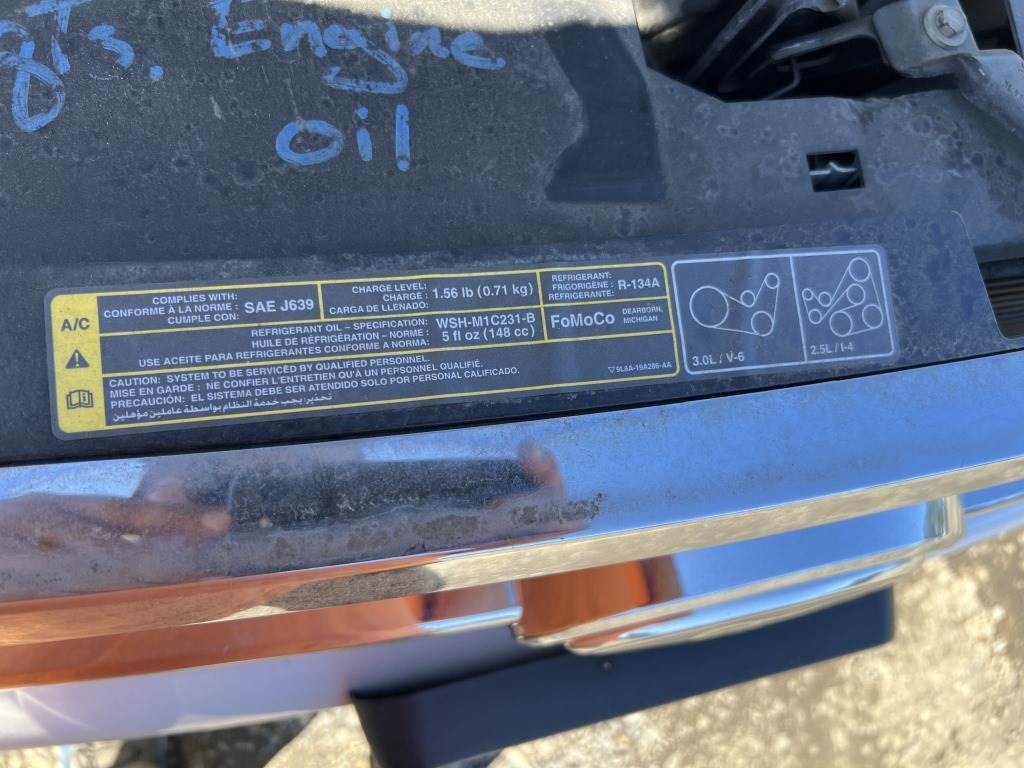 qts. Engine
oil
A/C
COMPLIES WITH:
CONFORME À LA NORME :
CUMPLE CON:
SAE J639
CHARGE LEVEL:
CHARGE :
CARGA DE LLENADO:
1.56 lb (0.71 kg)
REFRIGERANT:
FRIGORIGÈNE :
REFRIGERANTE:
R-134A
REFRIGERANT OIL – SPECIFICATION:
HUILE DE RÉFRIGÉRATION – NORME :
USE ACEITE PARA REFRIGERANTES CONFORME A NORMA:
WSH-M1C231-B
5 fl oz (148 cc)
FoMoCo
DEARBORN,
MICHIGAN
CAUTION: SYSTEM TO BE SERVICED BY QUALIFIED PERSONNEL.
MISE EN GARDE : NE CONFIER L'ENTRETIEN QU'À UN PEPSONNEL QUALIFIÉ.
PRECAUCIÓN: EL SISTEMA DEBE SER ATENDIDO SOLO POR PERSONAL CALIFICADO.
تحذير: يجب خدمة النظام بواسطة عاملين مؤهلين
9L8A-19A286-AA
3.0L / V-6
2.5L / I-4